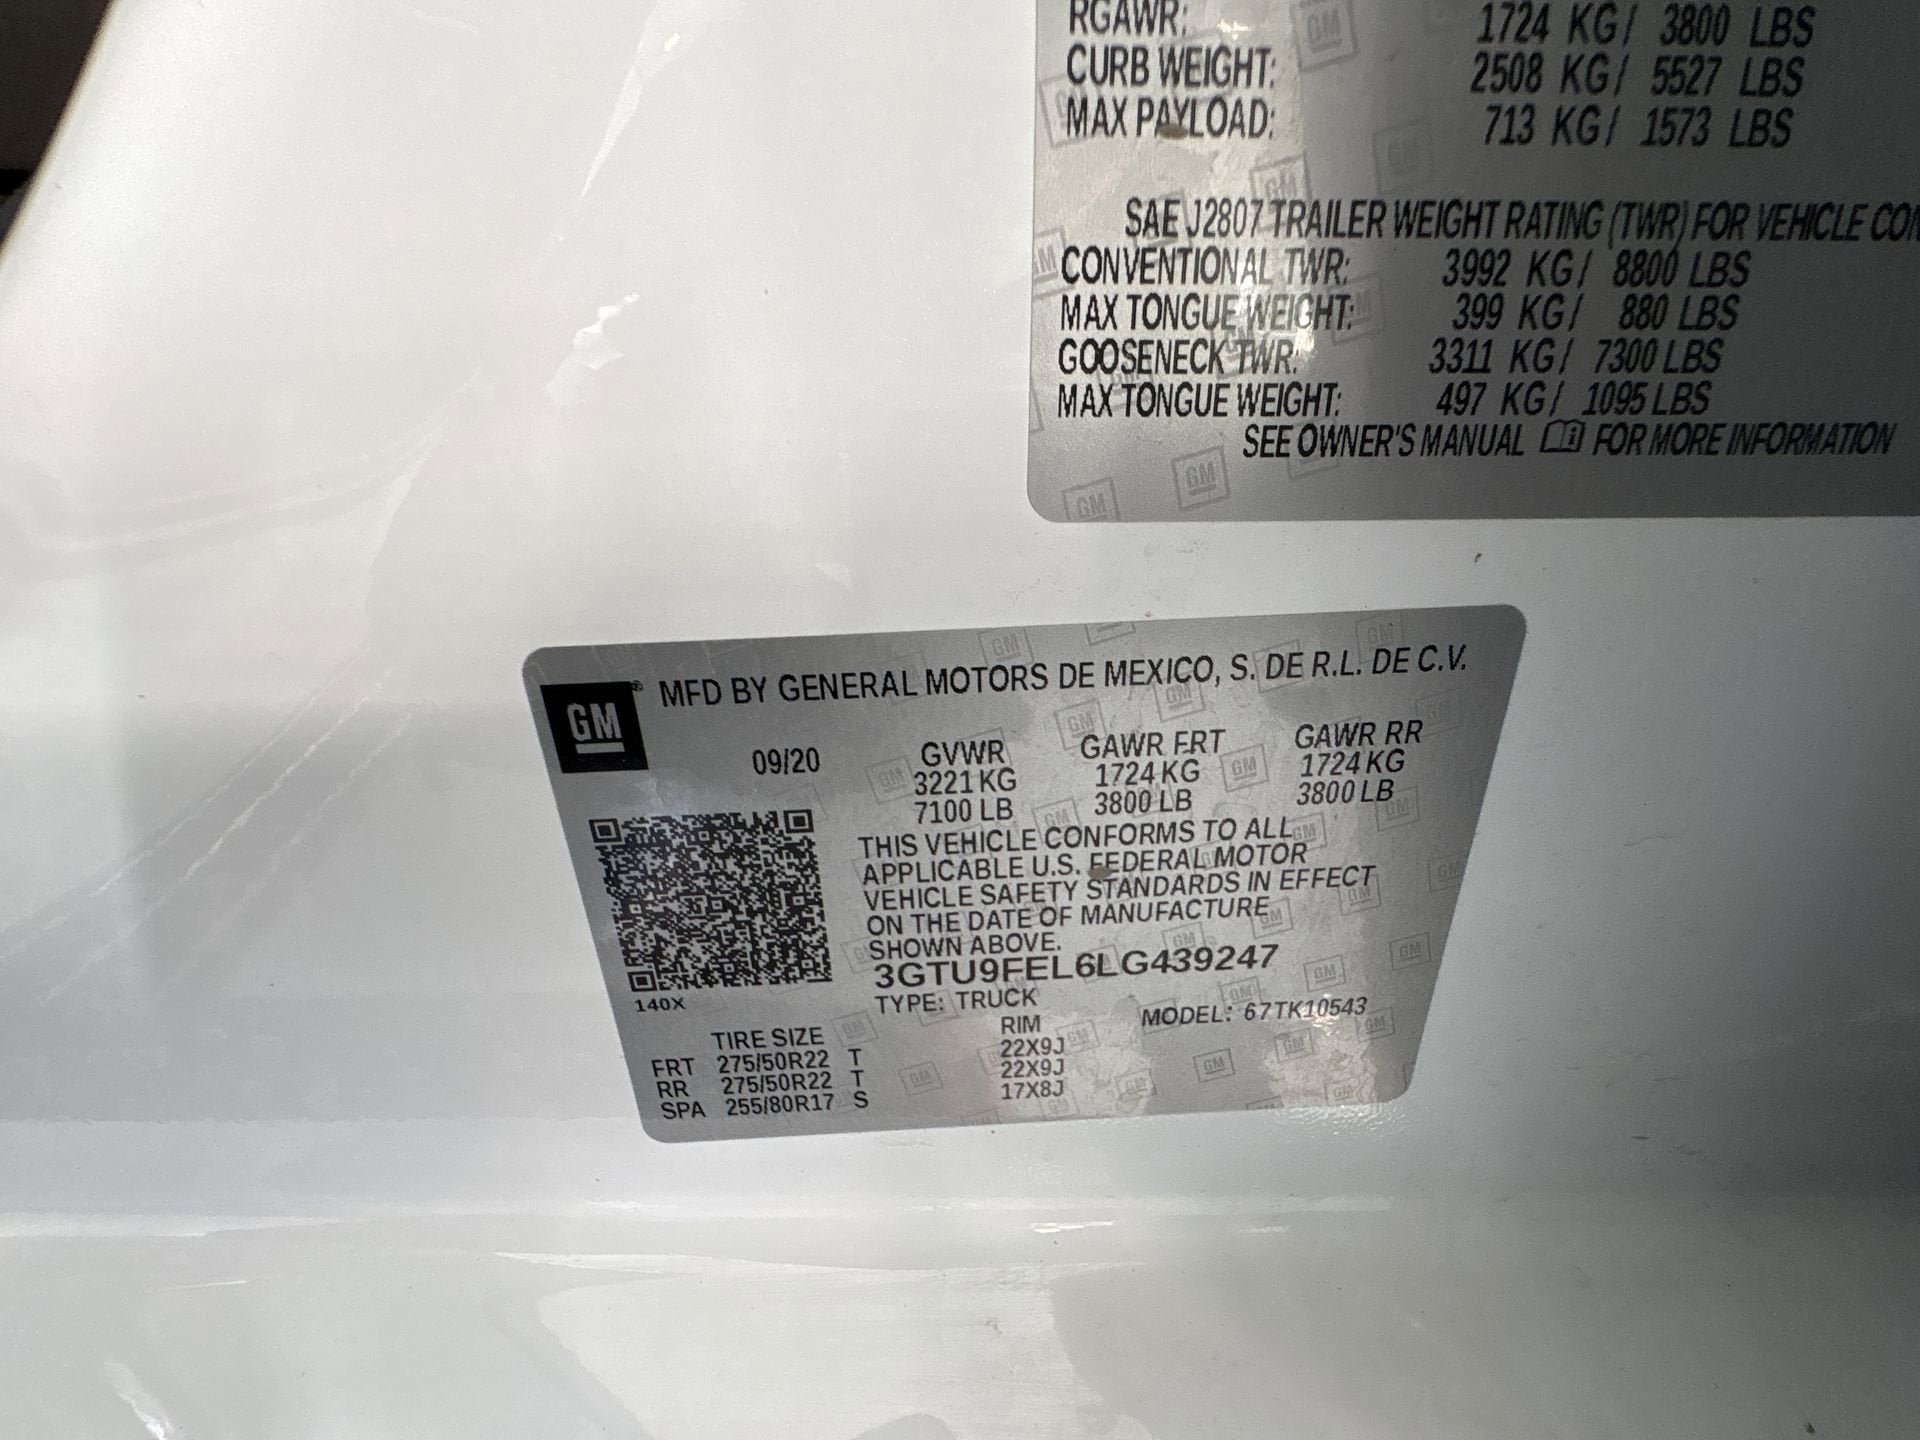 RGAWR: 1724 KG/ 3800 LBS
CURB WEIGHT: 2508 KG/ 5527 LBS
MAX PAYLOAD: 713 KG/ 1573 LBS
SAE J2807 TRAILER WEIGHT RATING (TWR) FOR VEHICLE CON
CONVENTIONAL TWR: 3992 KG/ 8800 LBS
MAX TONGUE WEIGHT: 399 KG/ 880 LBS
GOOSENECK TWR: 3311 KG/ 7300 LBS
MAX TONGUE WEIGHT: 497 KG/ 1095 LBS
SEE OWNER'S MANUAL FOR MORE INFORMATION
GM® MFD BY GENERAL MOTORS DE MEXICO, S. DE R.L. DE C.V.
09/20 GVWR GAWR FRT GAWR RR
3221 KG 1724 KG 1724 KG
7100 LB 3800 LB 3800 LB
THIS VEHICLE CONFORMS TO ALL
APPLICABLE U.S. FEDERAL MOTOR
VEHICLE SAFETY STANDARDS IN EFFECT
ON THE DATE OF MANUFACTURE
SHOWN ABOVE.
3GTU9FEL6LG439247
140X
TYPE: TRUCK MODEL: 67TK10543
TIRE SIZE RIM
FRT 275/50R22 T 22X9J
RR 275/50R22 T 22X9J
SPA 255/80R17 S 17X8J